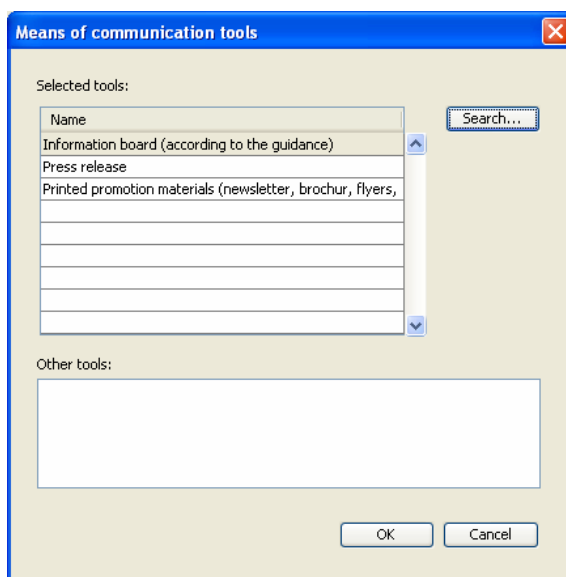 Means of communication tools
Selected tools:
Name
Search...
Information board (according to the guidance)
Press release
Printed promotion materials (newsletter, brochur, flyers,
Other tools:
OK Cancel